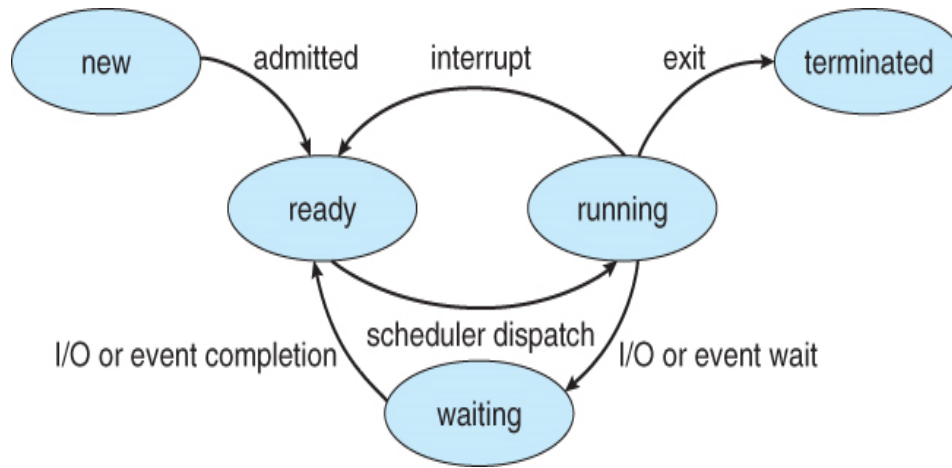 new
admitted
interrupt
exit
terminated
ready
running
I/O or event completion
scheduler dispatch
I/O or event wait
waiting